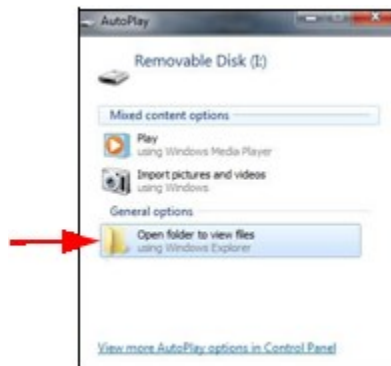 AutoPlay
Removable Disk (I:)
Mixed content options
Play
using Windows Media Player
Import pictures and videos
using Windows
General options
Open folder to view files
using Windows Explorer
View more AutoPlay options in Control Panel